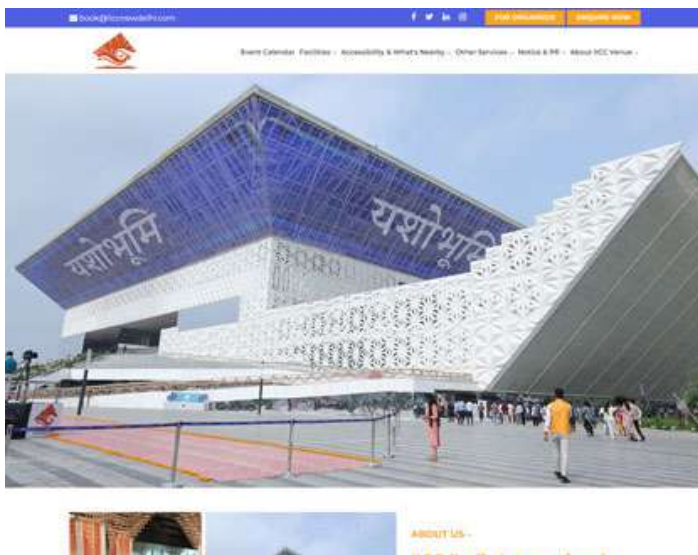 book@iiccnewdelhi.com
FOR ORGANISER ENQUIRE NOW
Event Calendar Facilities Accessibility & What's Nearby Other Services Notice & PR About IICC Venue
यशोभूमि यशोभूमि
ABOUT US -